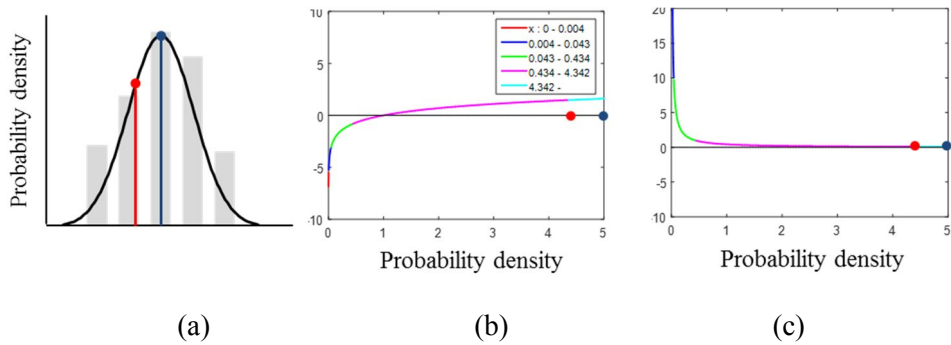 Probability density
10
5
0
-5
-10
x : 0 - 0.004
0.004 - 0.043
0.043 - 0.434
0.434 - 4.342
4.342 -
0 1 2 3 4 5
Probability density
20
15
10
5
0
-5
10
0 1 2 3 4 5
Probability density
(a) (b) (c)